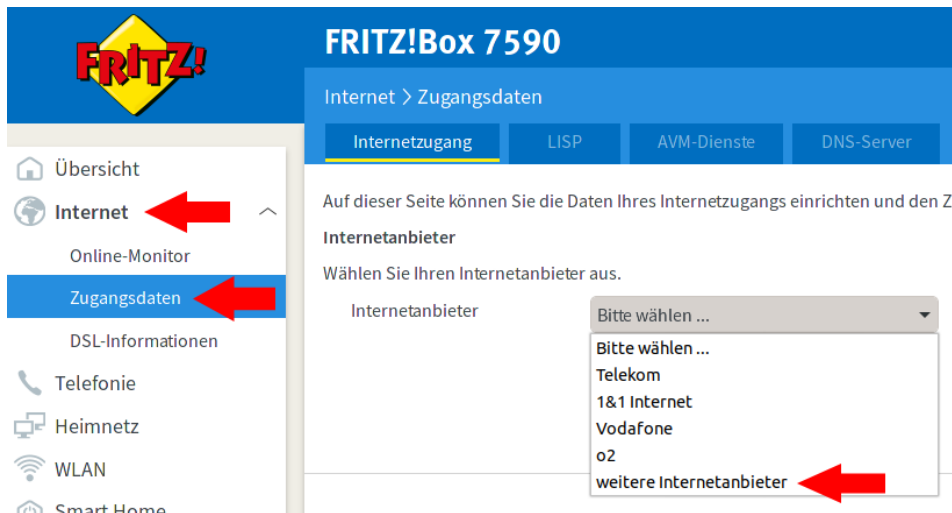 FRITZ!
FRITZ!Box 7590
Internet > Zugangsdaten
Internetzugang
LISP
AVM-Dienste
DNS-Server
Übersicht
Internet
Online-Monitor
Zugangsdaten
DSL-Informationen
Telefonie
Heimnetz
WLAN
Smart Home
Auf dieser Seite können Sie die Daten Ihres Internetzugangs einrichten und den Z
Internetanbieter
Wählen Sie Ihren Internetanbieter aus.
Internetanbieter
Bitte wählen ...
Bitte wählen ...
Telekom
1&1 Internet
Vodafone
o2
weitere Internetanbieter